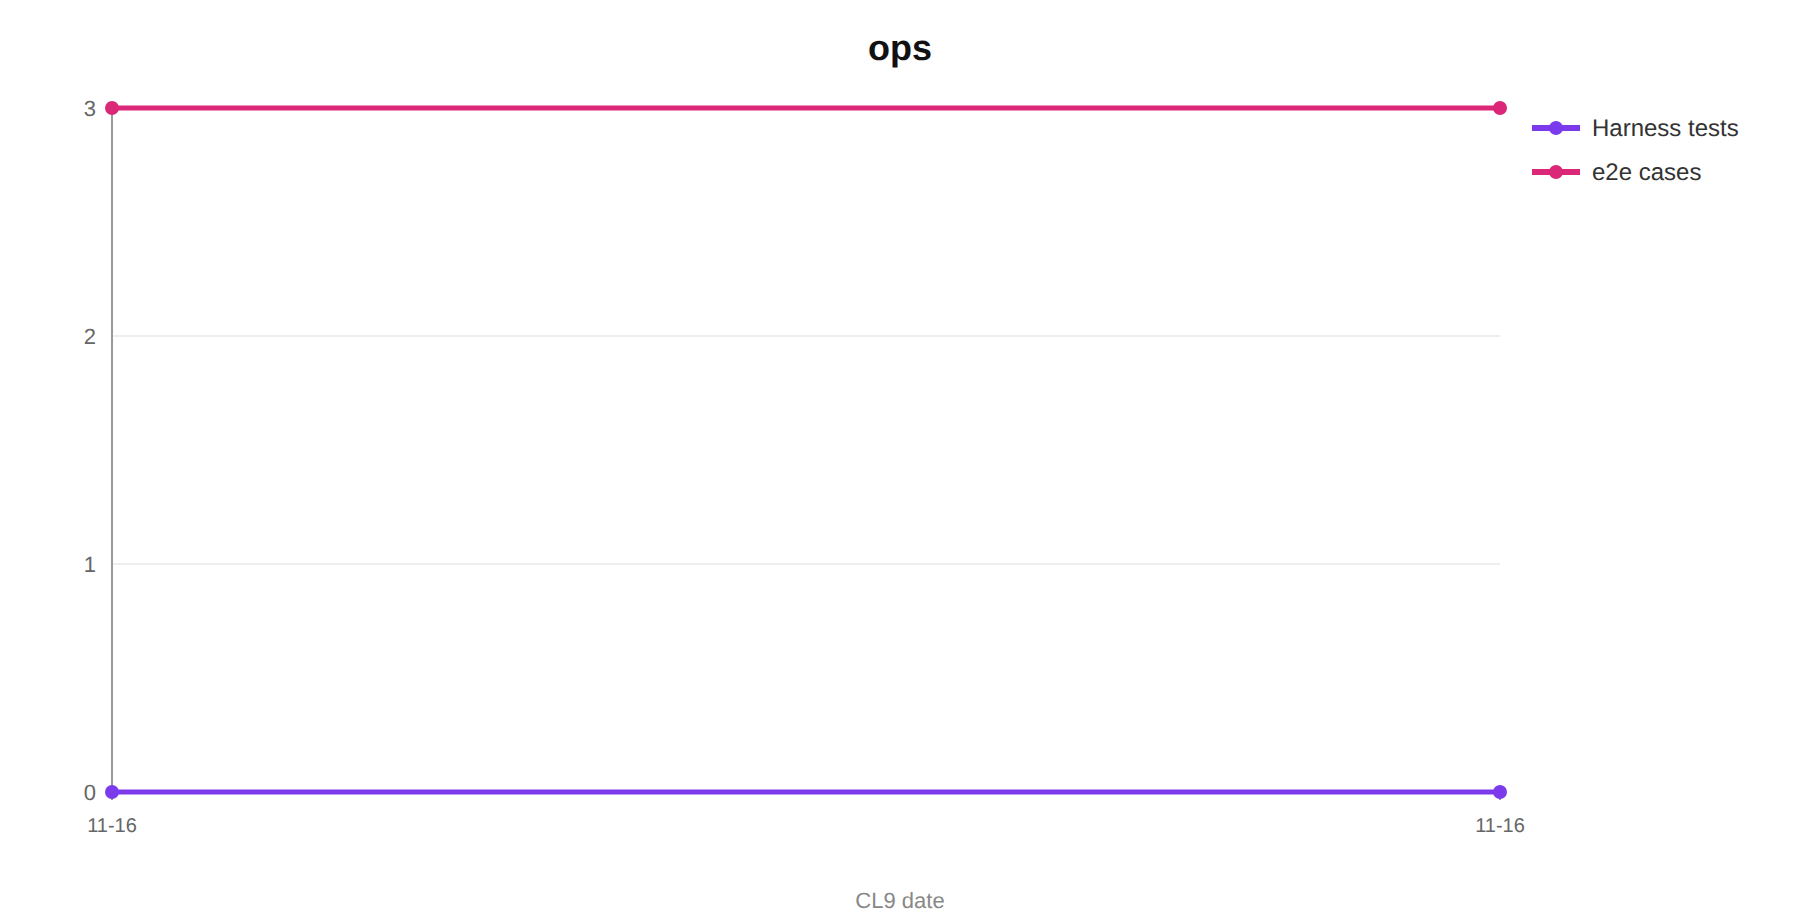 ops
3
Harness tests
e2e cases
2
1
0
11-16 11-16
CL9 date